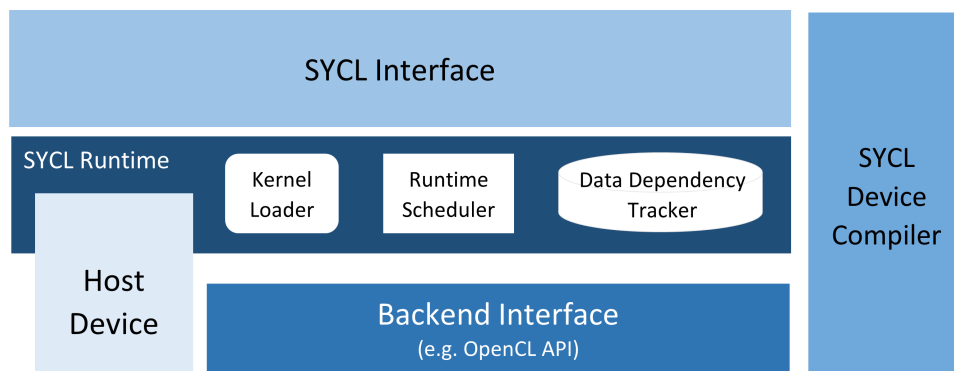 SYCL Interface
SYCL Runtime
Kernel
Loader
Runtime
Scheduler
Data Dependency
Tracker
Host
Device
Backend Interface
(e.g. OpenCL API)
SYCL
Device
Compiler